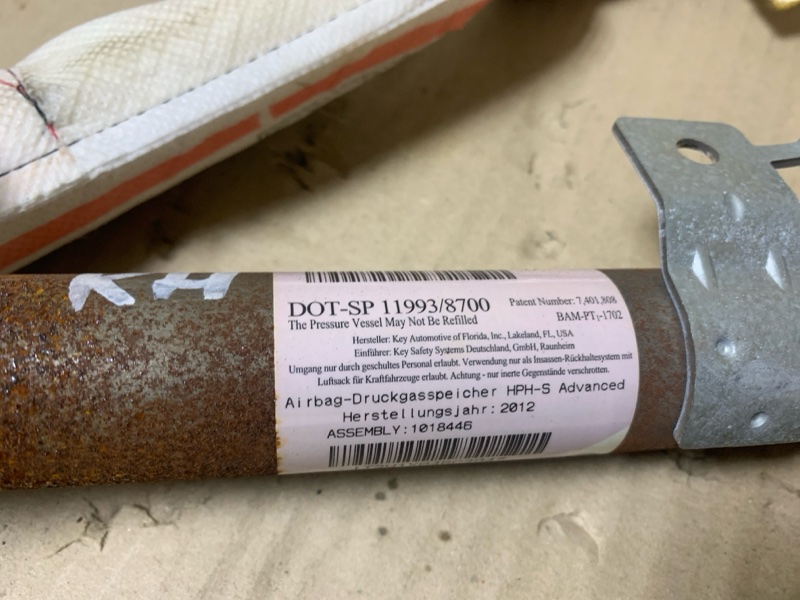 DOT-SP 11993/8700
Patent Number: 7,401,808
The Pressure Vessel May Not Be Refilled
BAM-PT1-1702
Hersteller: Key Automotive of Florida, Inc., Lakeland, FL, USA
Einführer: Key Safety Systems Deutschland, GmbH, Raunheim
Umgang nur durch geschultes Personal erlaubt. Verwendung nur als Insassen-Rückhaltesystem mit
Luftsack für Kraftfahrzeuge erlaubt. Achtung - nur inerte Gegenstände verschrotten.
Airbag-Druckgasspeicher HPH-S Advanced
Herstellungsjahr: 2012
ASSEMBLY:1018446